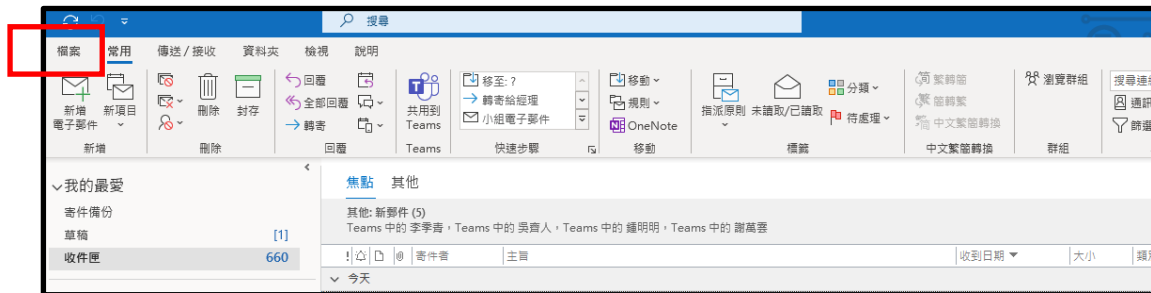 搜尋
檔案 常用 傳送/接收 資料夾 檢視 說明
新增
電子郵件
新項目
刪除
封存
回覆
全部回覆
轉寄
共用到
Teams
移至: ?
轉寄給經理
小組電子郵件
移動
規則
OneNote
指派原則
未讀取/已讀取
分類
待處理
繁轉簡
簡轉繁
中文繁簡轉換
瀏覽群組
搜尋連
通訊
篩選
新增 刪除 回覆 Teams 快速步驟 移動 標籤 中文繁簡轉換 群組
我的最愛
寄件備份
草稿 [1]
收件匣 660
焦點 其他
其他: 新郵件 (5)
Teams 中的 李季青，Teams 中的 吳齊人，Teams 中的 鍾明明，Teams 中的 謝萬雲
寄件者 主旨 收到日期 大小 類別
今天